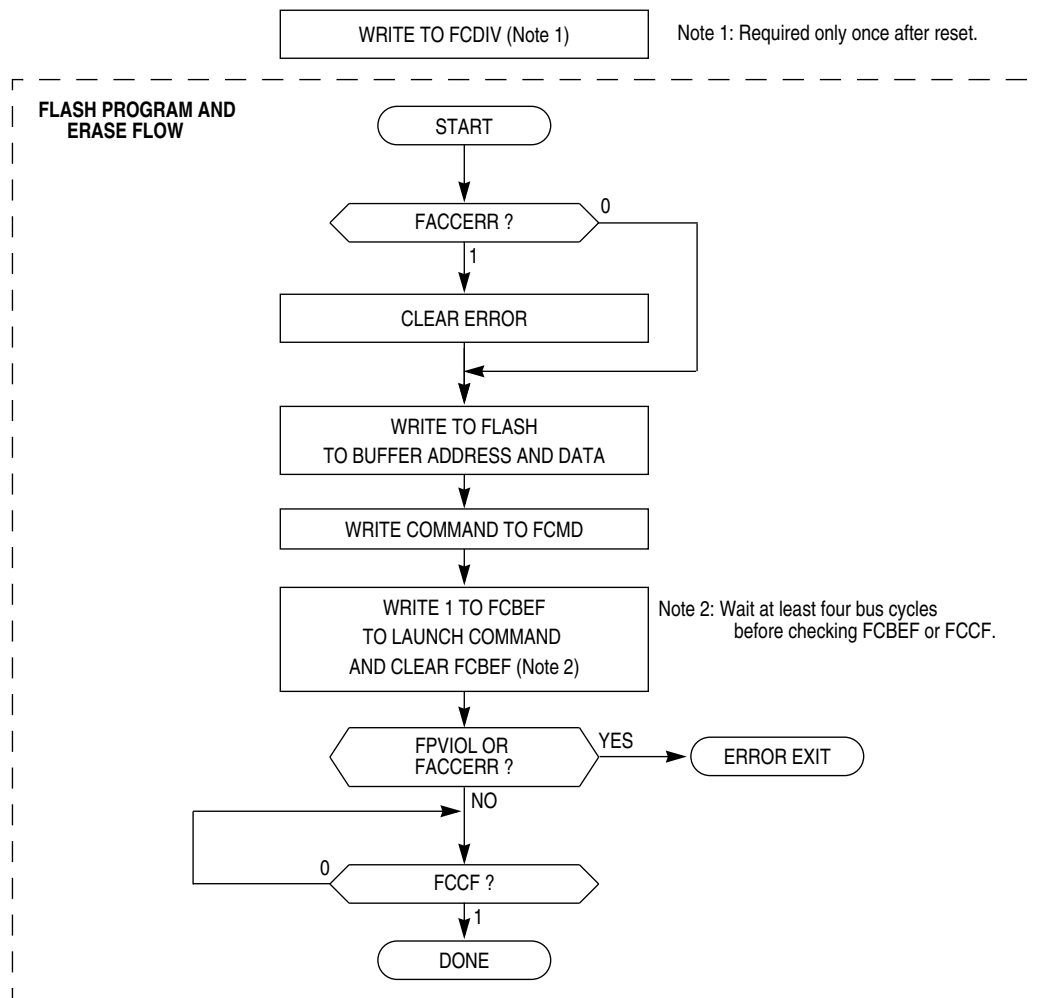 WRITE TO FCDIV (Note 1)
Note 1: Required only once after reset.
FLASH PROGRAM AND
ERASE FLOW
START
FACCERR ?
0
1
CLEAR ERROR
WRITE TO FLASH
TO BUFFER ADDRESS AND DATA
WRITE COMMAND TO FCMD
WRITE 1 TO FCBEF
TO LAUNCH COMMAND
AND CLEAR FCBEF (Note 2)
Note 2: Wait at least four bus cycles
before checking FCBEF or FCCF.
FPVIOL OR
FACCERR ?
YES
ERROR EXIT
NO
0
FCCF ?
1
DONE